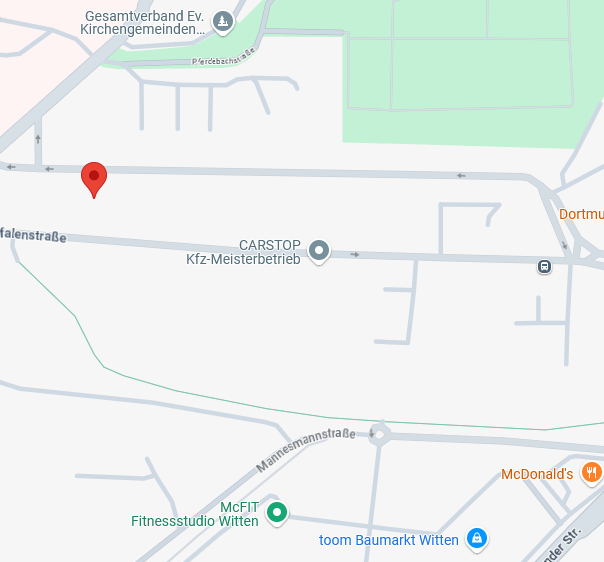 Gesamtverband Ev.
Kirchengemeinden...
Pferdebachstraße
falenstraße
CARSTOP
Kfz-Meisterbetrieb
Dortmu
Mannesmannstraße
McDonald's
McFIT
Fitnessstudio Witten
toom Baumarkt Witten
nder Str.